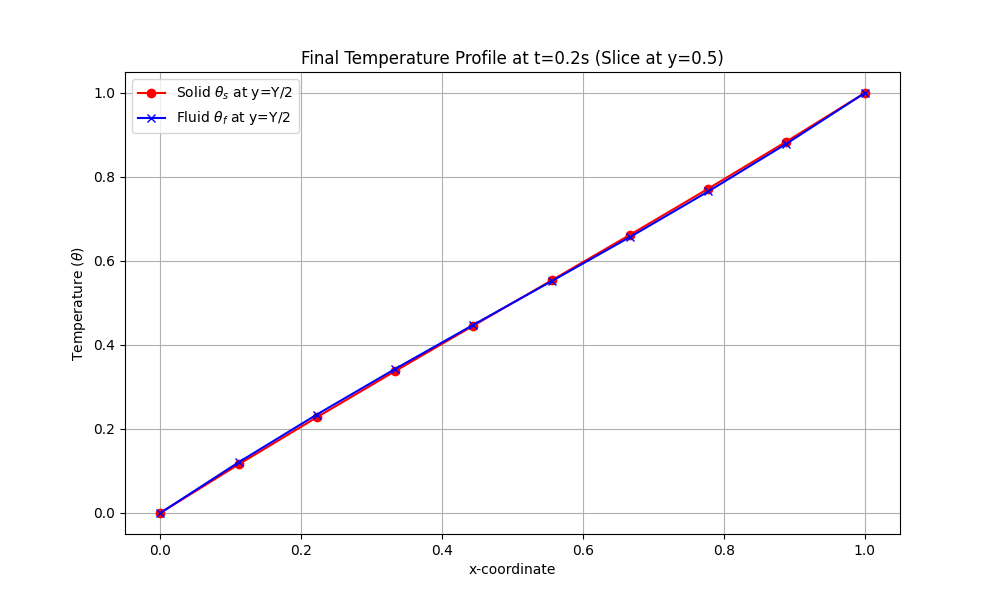 Final Temperature Profile at t=0.2s (Slice at y=0.5)
Solid θ_s at y=Y/2
Fluid θ_f at y=Y/2
Temperature (θ)
1.0
0.8
0.6
0.4
0.2
0.0
0.0 0.2 0.4 0.6 0.8 1.0
x-coordinate